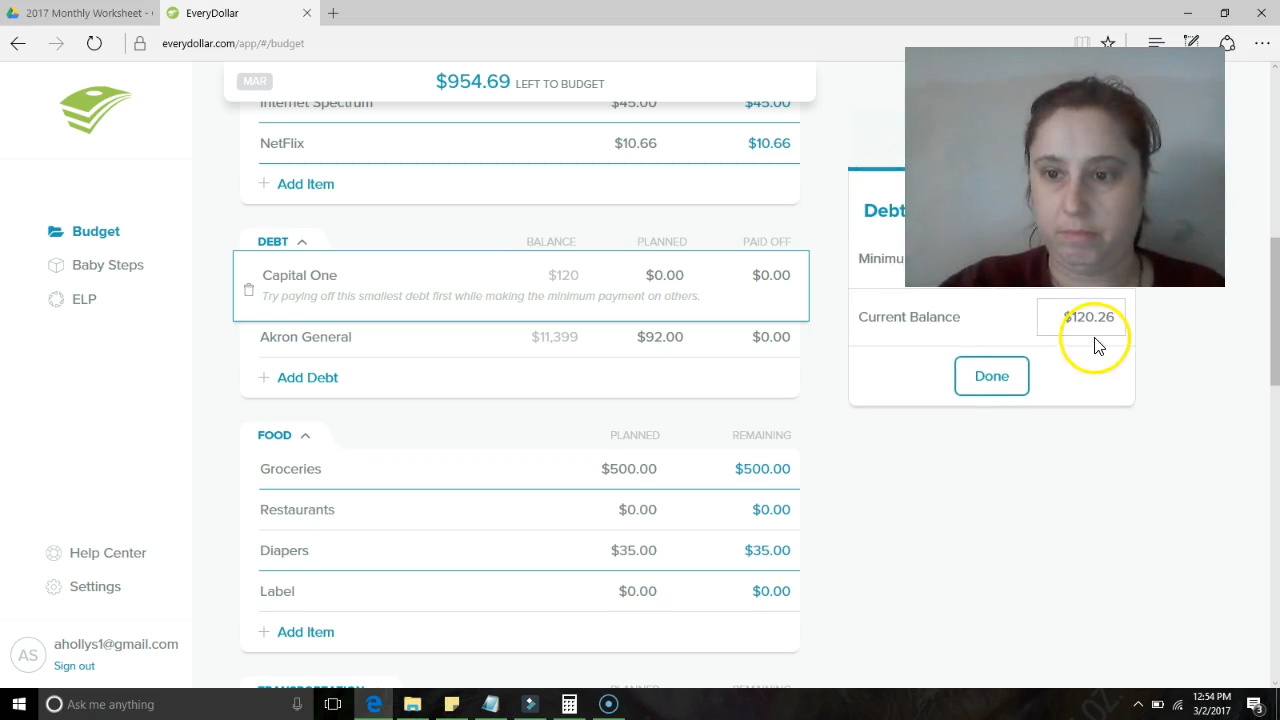 2017 Monthly Worksheet -
EveryDollar
everydollar.com/app/#/budget
MAR
$954.69 LEFT TO BUDGET
Internet Spectrum $45.00 $45.00
NetFlix $10.66 $10.66
+ Add Item
Budget
Baby Steps
ELP
DEBT BALANCE PLANNED PAID OFF
Capital One $120 $0.00 $0.00
Try paying off this smallest debt first while making the minimum payment on others.
Akron General $11,399 $92.00 $0.00
+ Add Debt
Debt
Minimu
Current Balance $120.26
Done
FOOD PLANNED REMAINING
Groceries $500.00 $500.00
Restaurants $0.00 $0.00
Diapers $35.00 $35.00
Label $0.00 $0.00
+ Add Item
Help Center
Settings
AS
ahollys1@gmail.com
Sign out
TRANSPORTATION PLANNED REMAINING
Ask me anything
12:54 PM
3/2/2017